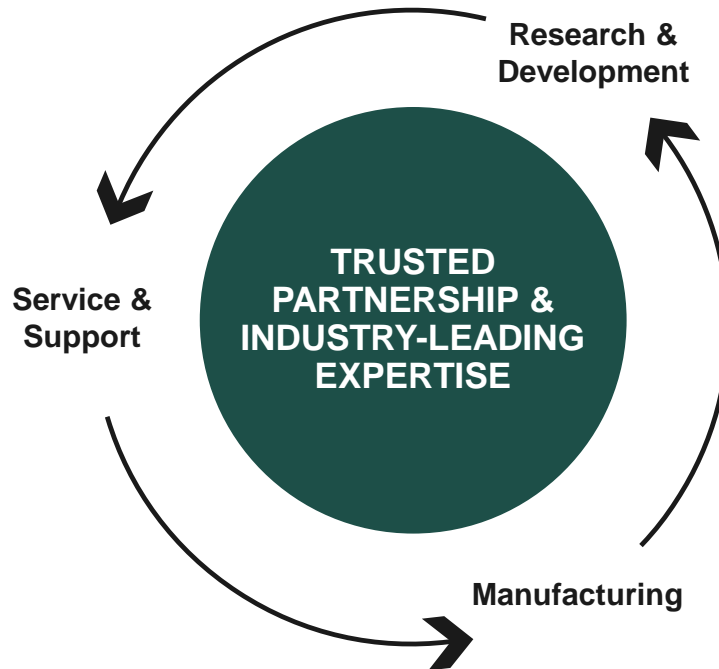 Research &
Development
TRUSTED
PARTNERSHIP &
INDUSTRY-LEADING
EXPERTISE
Service &
Support
Manufacturing